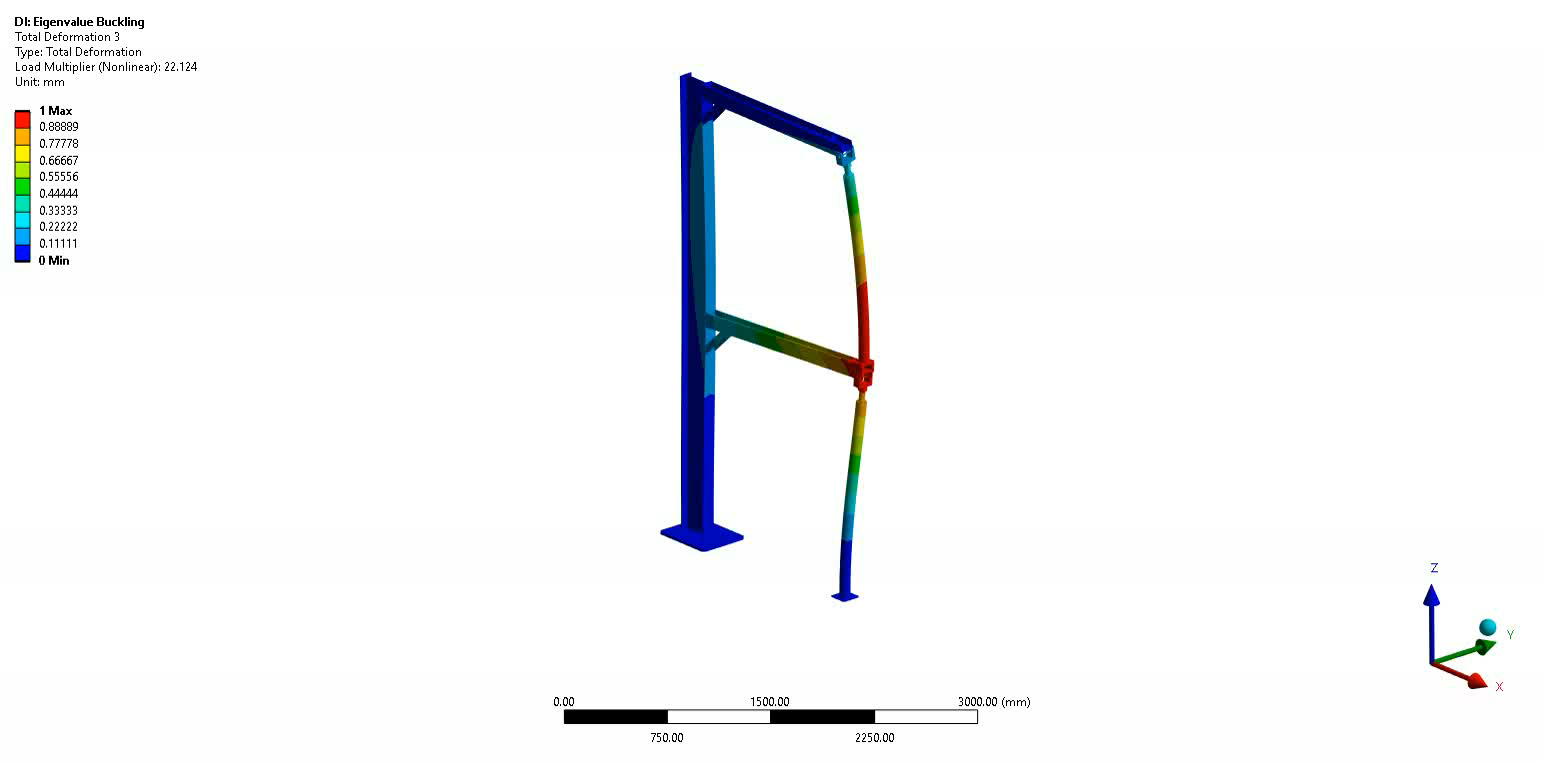 DI: Eigenvalue Buckling
Total Deformation 3
Type: Total Deformation
Load Multiplier (Nonlinear): 22.124
Unit: mm
1 Max
0.88889
0.77778
0.66667
0.55556
0.44444
0.33333
0.22222
0.11111
0 Min
Z
Y
X
0.00 1500.00 3000.00 (mm)
750.00 2250.00